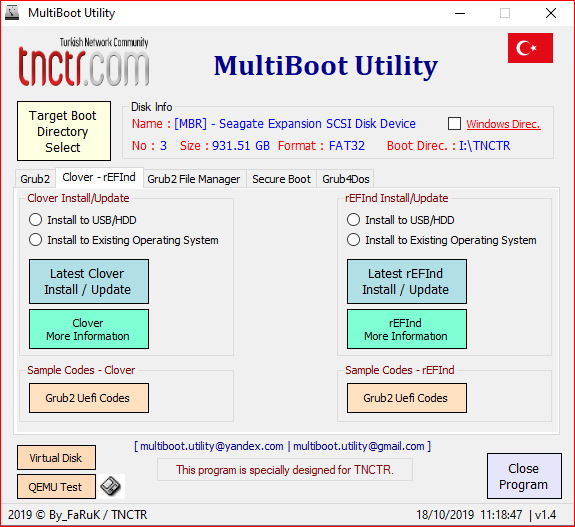 MultiBoot Utility
Turkish Network Community
tnctr.com
MultiBoot Utility
Target Boot
Directory
Select
Disk Info
Name : [MBR] - Seagate Expansion SCSI Disk Device
Windows Direc.
No : 3 Size : 931.51 GB Format : FAT32 Boot Direc. : I:\TNCTR
Grub2 Clover - rEFInd Grub2 File Manager Secure Boot Grub4Dos
Clover Install/Update
Install to USB/HDD
Install to Existing Operating System
Latest Clover
Install / Update
Clover
More Information
Sample Codes - Clover
Grub2 Uefi Codes
rEFInd Install/Update
Install to USB/HDD
Install to Existing Operating System
Latest rEFInd
Install / Update
rEFInd
More Information
Sample Codes - rEFInd
Grub2 Uefi Codes
Virtual Disk
QEMU Test
[ multiboot.utility@yandex.com | multiboot.utility@gmail.com ]
This program is specially designed for TNCTR.
Close
Program
2019 © By_FaRuK / TNCTR
18/10/2019 11:18:47 | v1.4